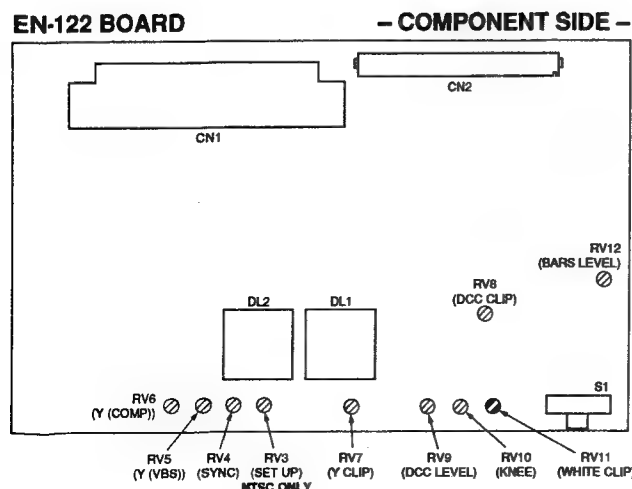 EN-122 BOARD
– COMPONENT SIDE –
CN2
CN1
RV12
(BARS LEVEL)
RV8
(DCC CLIP)
DL2
DL1
S1
RV6
(Y (COMP))
RV5
(Y (VBS))
RV4
(SYNC)
RV3
(SET UP)
NTSC ONLY
RV7
(Y CLIP)
RV9
(DCC LEVEL)
RV10
(KNEE)
RV11
(WHITE CLIP)